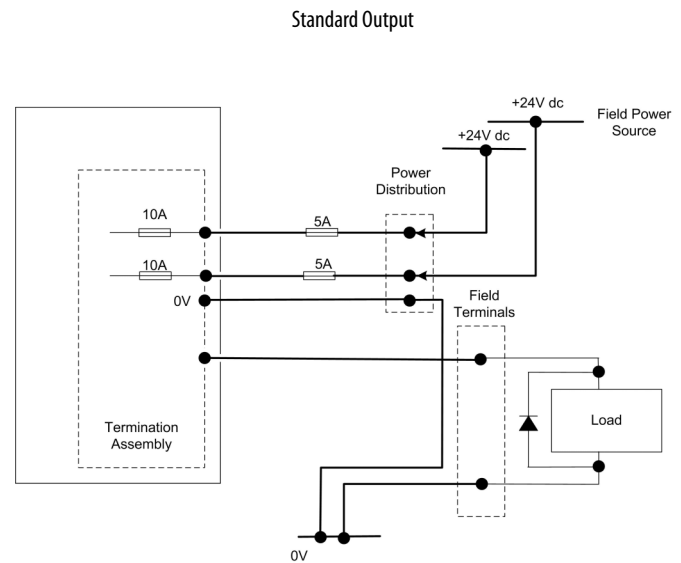 Standard Output
+24V dc
Field Power
Source
+24V dc
Power
Distribution
10A
5A
10A
5A
0V
Field
Terminals
Load
Termination
Assembly
0V